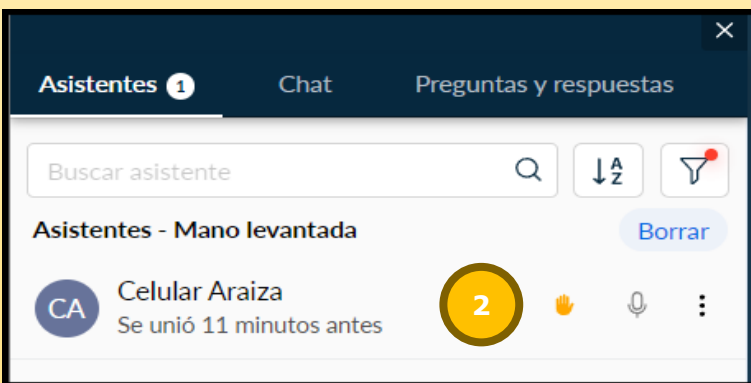 Asistentes 1 Chat Preguntas y respuestas
Buscar asistente A Z
Asistentes - Mano levantada Borrar
CA Celular Araiza 2
Se unió 11 minutos antes